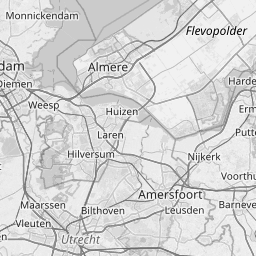 Monnickendam
Flevopolder
dam
Almere
Diemen
Harde
Weesp
Huizen
Erm
Laren
Putte
Hilversum
Nijkerk
Voorthu
Amersfoort
Maarssen
Bilthoven
Leusden
Barneve
Vleuten
Utrecht